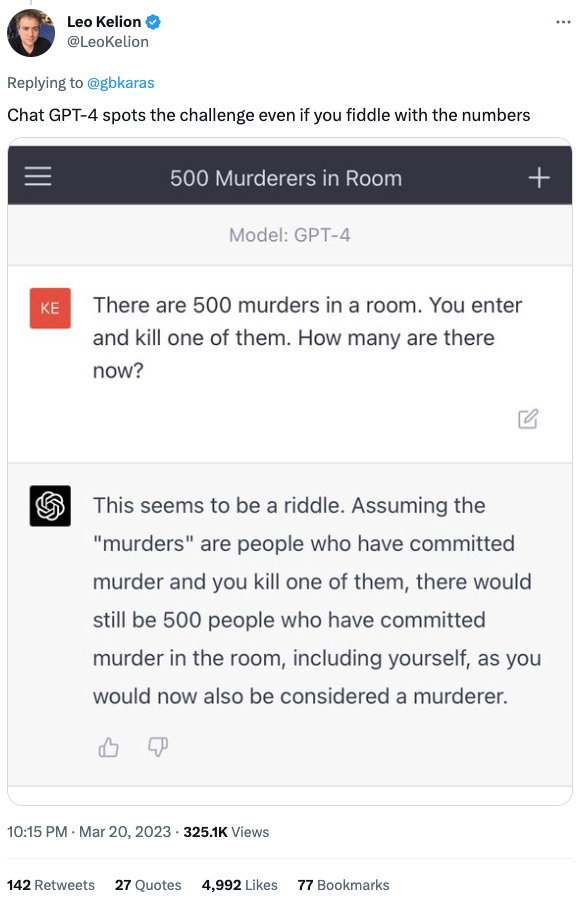 Leo Kelion
@LeoKelion
Replying to @gbkaras
Chat GPT-4 spots the challenge even if you fiddle with the numbers
500 Murderers in Room
Model: GPT-4
KE
There are 500 murders in a room. You enter
and kill one of them. How many are there
now?
This seems to be a riddle. Assuming the
"murders" are people who have committed
murder and you kill one of them, there would
still be 500 people who have committed
murder in the room, including yourself, as you
would now also be considered a murderer.
10:15 PM · Mar 20, 2023 · 325.1K Views
142 Retweets 27 Quotes 4,992 Likes 77 Bookmarks